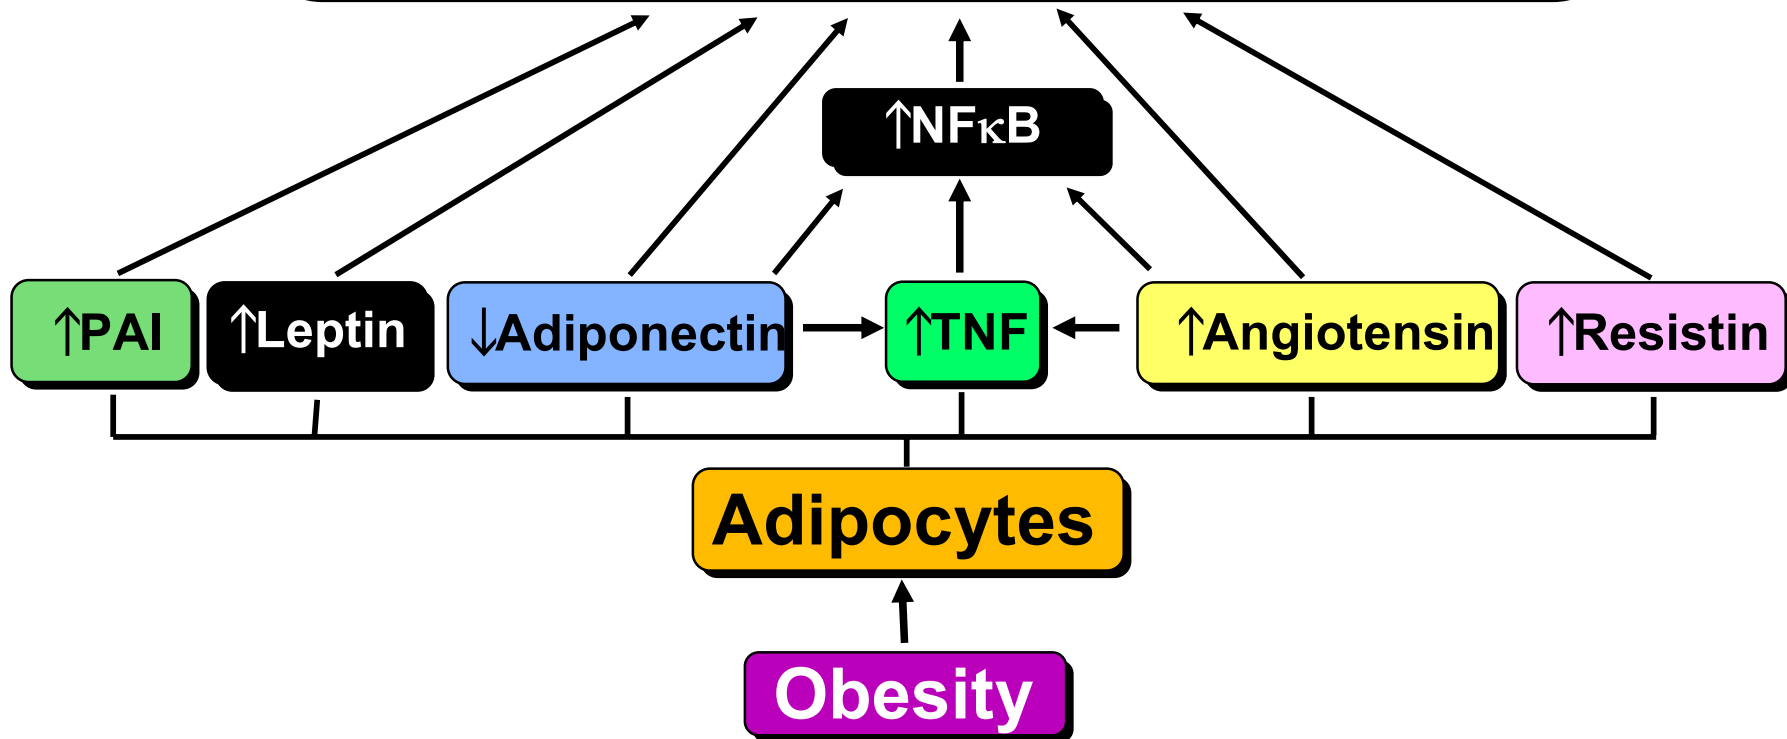 ↑NFκB
↑PAI
↑Leptin
↓Adiponectin
↑TNF
↑Angiotensin
↑Resistin
Adipocytes
Obesity